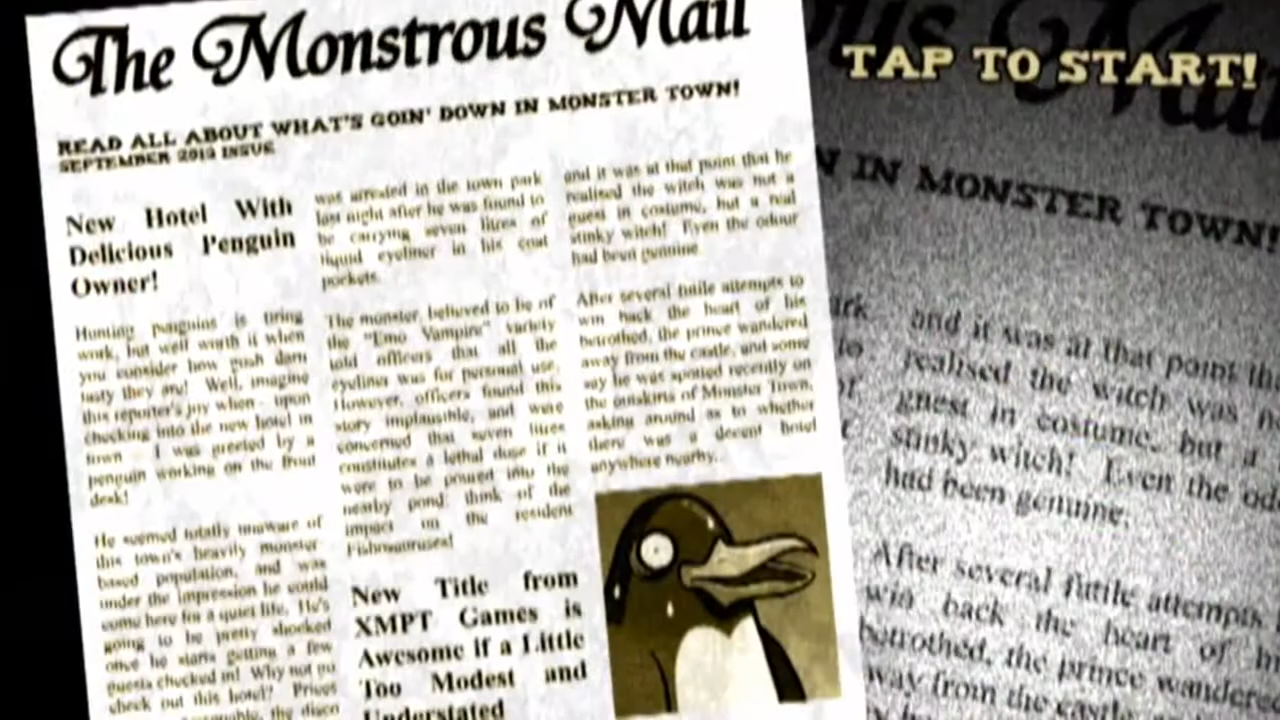 The Monstrous Mail
READ ALL ABOUT WHAT'S GOIN' DOWN IN MONSTER TOWN!
SEPTEMBER 2013 ISSUE
New Hotel With
Delicious Penguin
Owner!
Hunting penguins is tiring
work, but well worth it when
you consider how gosh darn
tasty they are! Well, imagine
this reporter's joy when upon
checking into the new hotel in
town I was greeted by a
penguin working on the front
desk!
He seemed totally unaware of
this town's heavily monster
based population, and was
under the impression he could
come here for a quiet life. He's
going to be pretty shocked
once he starts getting a few
guests checked in! Why not go
check out this hotel? Prices
the disco
was arrested in the town park
last night after he was found to
be carrying seven litres of
liquid eyeliner in his coat
pockets.
The monster, believed to be of
the "Emo Vampire" variety
told officers that all the
eyeliner was for personal use.
However, officers found this
story implausible, and were
concerned that seven litres
constitutes a lethal dose if it
were to be poured into the
nearby pond, think of the
impact on the resident
New Title from
XMPT Games is
Awesome if a Little
Too Modest and
Understated
and it was at that point that he
realised the witch was not a
guest in costume, but a real
stinky witch! Even the odour
had been genuine.
After several futile attempts to
win back the heart of his
betrothed, the prince wandered
away from the castle, and some
say he was spotted recently on
the outskirts of Monster Town,
asking around as to whether
there was a decent hotel
anywhere nearby.
TAP TO START!
IN MONSTER TOWN!
and it was at that point
realised the witch was
guest in costume, but a
stinky witch! Even the
had been genuine.
After several futile attempts
win back the heart of
betrothed, the prince
way from the castle,